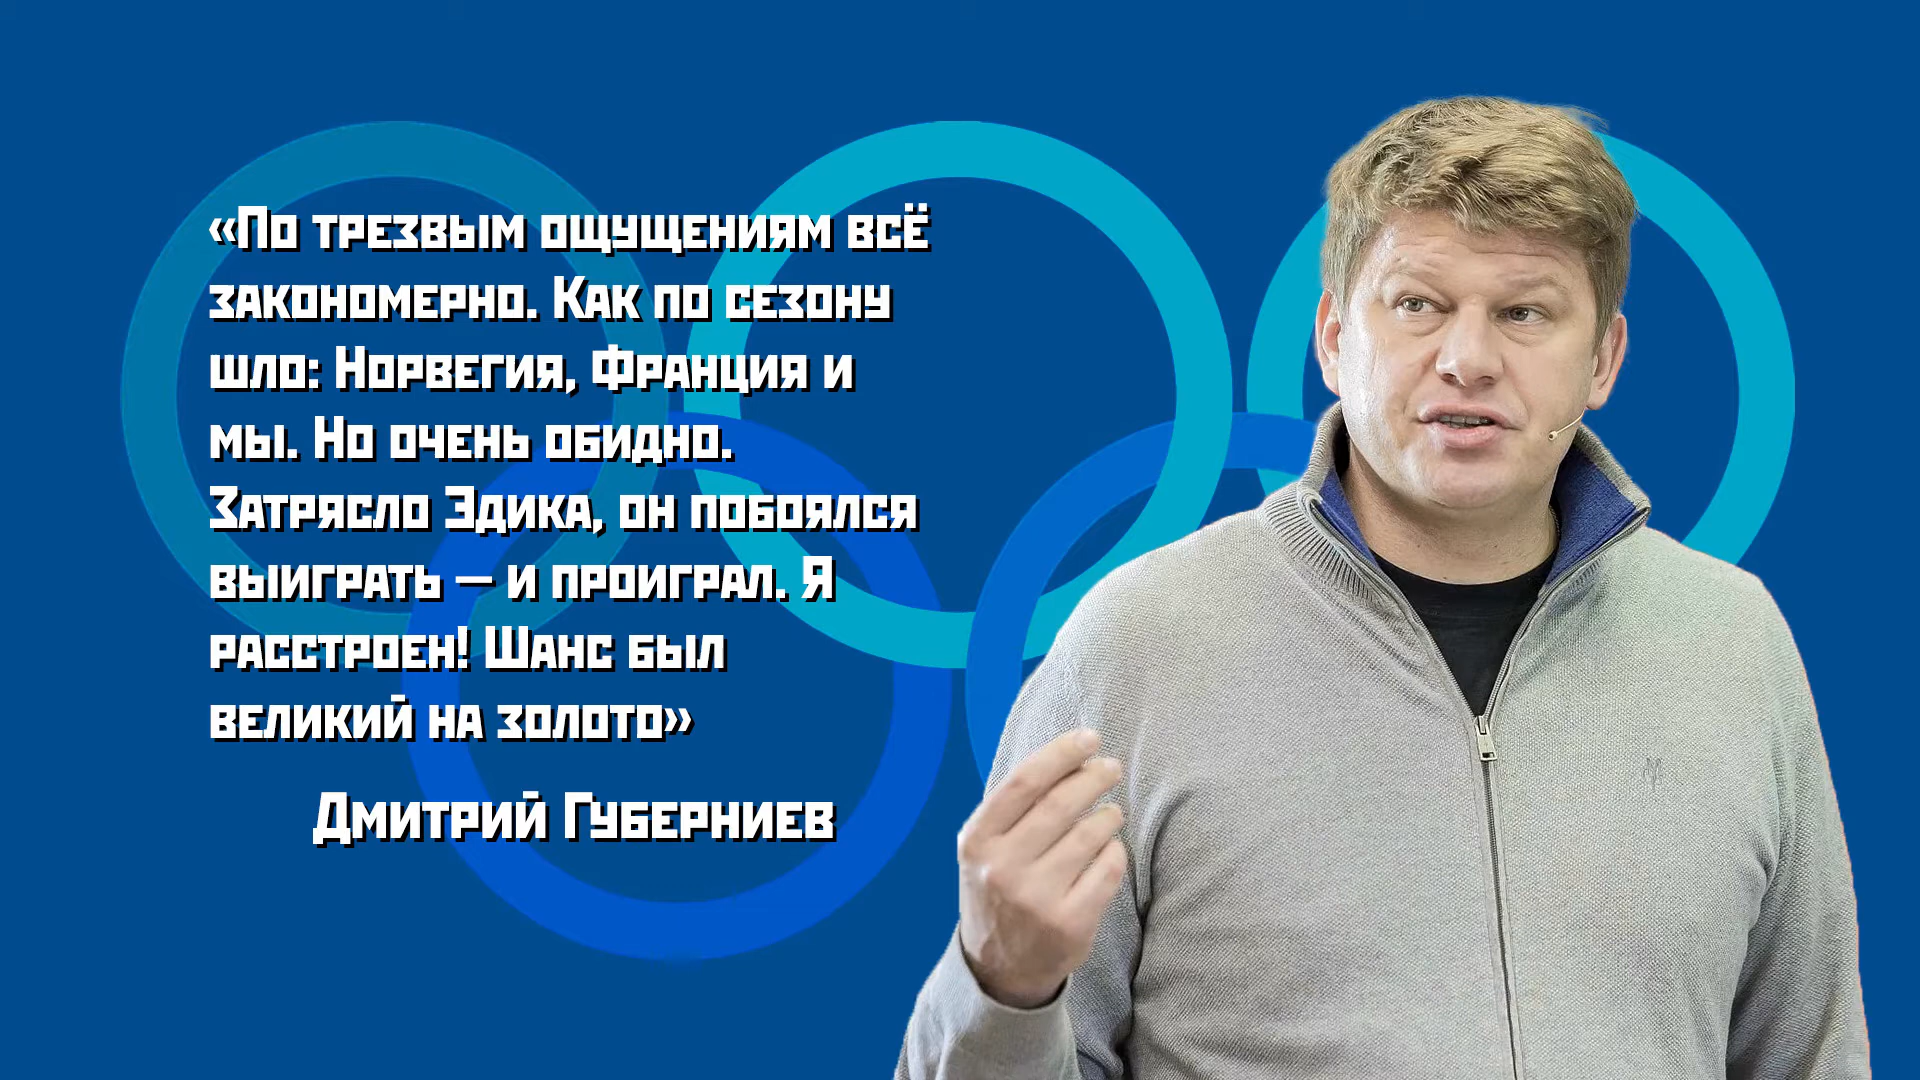 «По трезвым ощущениям всё
закономерно. Как по сезону
шло: Норвегия, Франция и
мы. Но очень обидно.
Затрясло Эдика, он побоялся
выиграть — и проиграл. Я
расстроен! Шанс был
великий на золото»
Дмитрий Губерниев